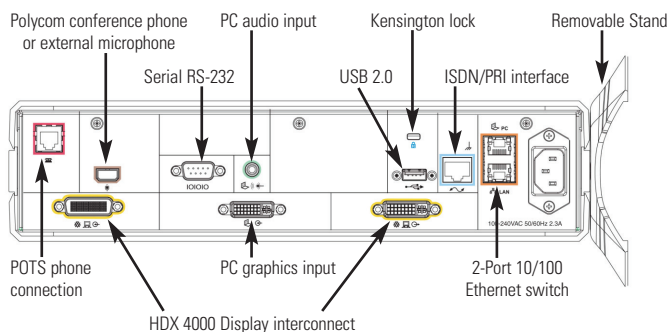 Polycom conference phone
or external microphone
PC audio input
Kensington lock
Removable Stand
Serial RS-232
USB 2.0
ISDN/PRI interface
PC
IOIOIO
LAN
100-240VAC 50/60Hz 2.3A
POTS phone
connection
PC graphics input
2-Port 10/100
Ethernet switch
HDX 4000 Display interconnect